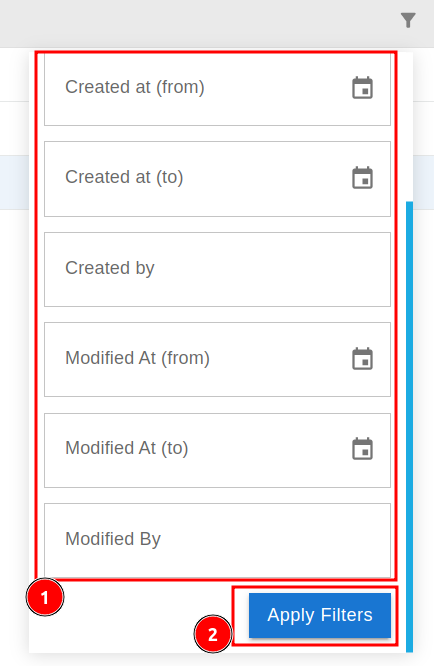 Created at (from)
Created at (to)
Created by
Modified At (from)
Modified At (to)
Modified By
1
Apply Filters
2